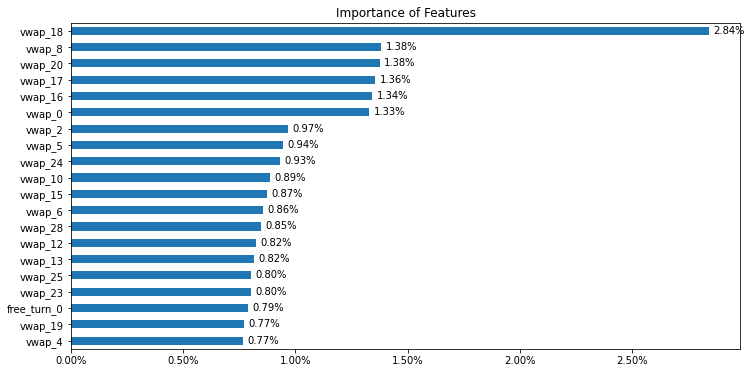 Importance of Features
vwap_18 2.84%
vwap_8 1.38%
vwap_20 1.38%
vwap_17 1.36%
vwap_16 1.34%
vwap_0 1.33%
vwap_2 0.97%
vwap_5 0.94%
vwap_24 0.93%
vwap_10 0.89%
vwap_15 0.87%
vwap_6 0.86%
vwap_28 0.85%
vwap_12 0.82%
vwap_13 0.82%
vwap_25 0.80%
vwap_23 0.80%
free_turn_0 0.79%
vwap_19 0.77%
vwap_4 0.77%
0.00% 0.50% 1.00% 1.50% 2.00% 2.50%